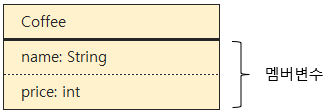 Coffee
name: String
price: int
멤버변수